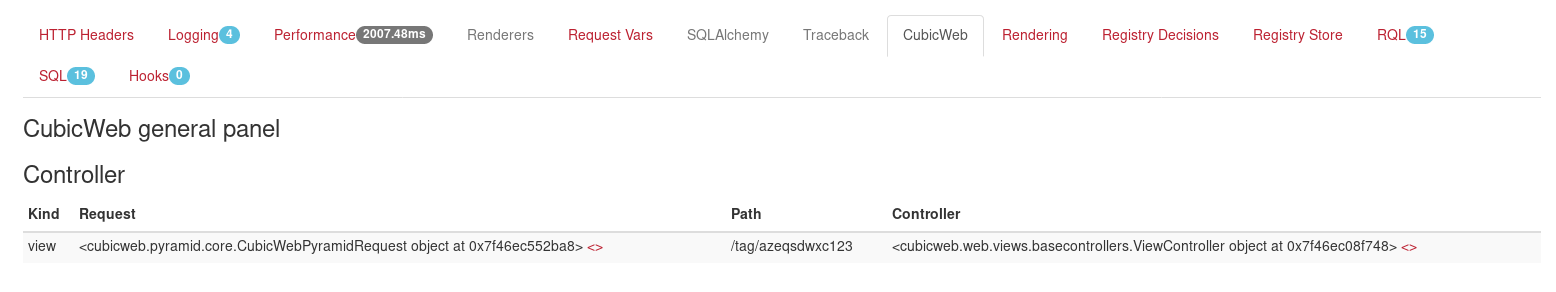 HTTP Headers Logging 4 Performance 2007.48ms Renderers Request Vars SQLAlchemy Traceback CubicWeb Rendering Registry Decisions Registry Store RQL 15
SQL 19 Hooks 0
CubicWeb general panel
Controller
Kind Request Path Controller
view <cubicweb.pyramid.core.CubicWebPyramidRequest object at 0x7f46ec552ba8> <> /tag/azeqsdwxc123 <cubicweb.web.views.basecontrollers.ViewController object at 0x7f46ec08f748> <>